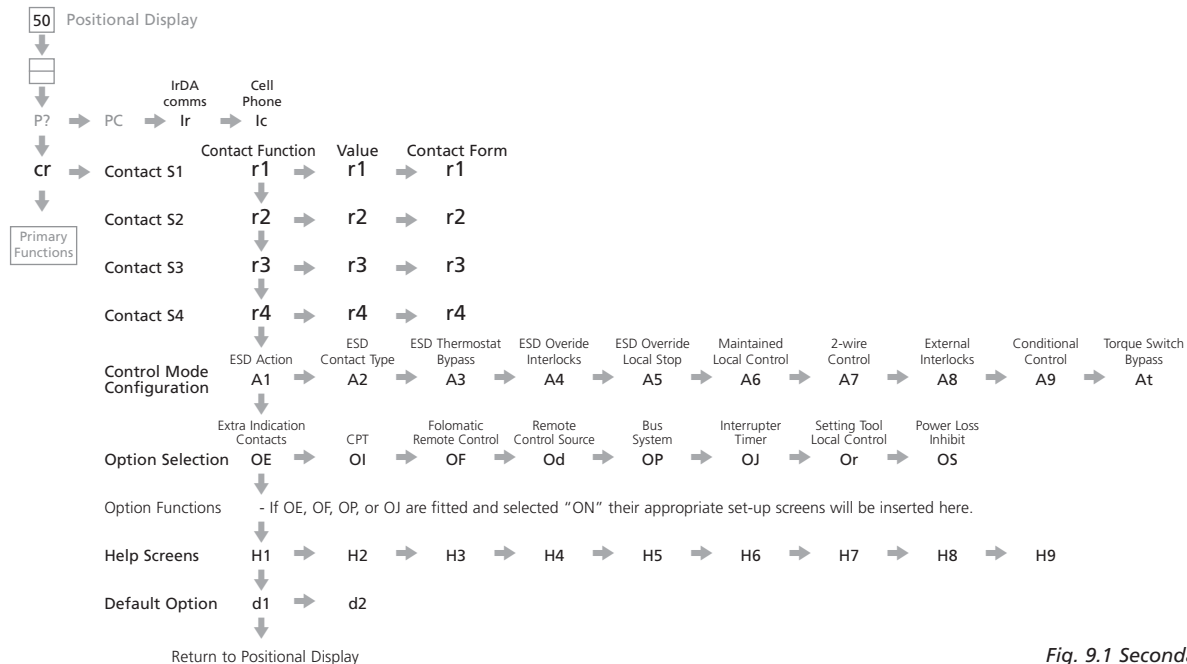 50 Positional Display
IrDA comms
Cell Phone
P? PC Ir Ic
Contact Function Value Contact Form
cr Contact S1 r1 r1 r1
Contact S2 r2 r2 r2
Primary Functions
Contact S3 r3 r3 r3
Contact S4 r4 r4 r4
ESD Action
ESD Contact Type
ESD Thermostat Bypass
ESD Overide Interlocks
ESD Override Local Stop
Maintained Local Control
2-wire Control
External Interlocks
Conditional Control
Torque Switch Bypass
Control Mode Configuration
A1 A2 A3 A4 A5 A6 A7 A8 A9 At
Extra Indication Contacts
CPT
Folomatic Remote Control
Remote Control Source
Bus System
Interrupter Timer
Setting Tool Local Control
Power Loss Inhibit
Option Selection OE OI OF Od OP OJ Or OS
Option Functions - If OE, OF, OP, or OJ are fitted and selected “ON” their appropriate set-up screens will be inserted here.
Help Screens H1 H2 H3 H4 H5 H6 H7 H8 H9
Default Option d1 d2
Return to Positional Display
Fig. 9.1 Second